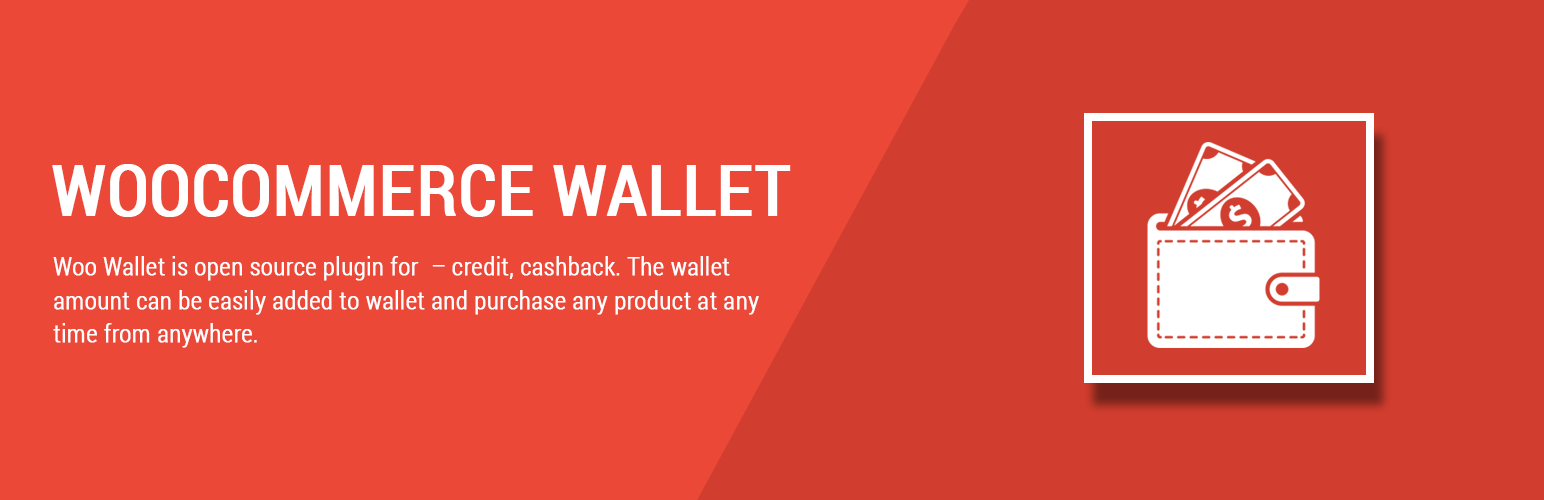 WOOCOMMERCE WALLET
Woo Wallet is open source plugin for – credit, cashback. The wallet
amount can be easily added to wallet and purchase any product at any
time from anywhere.
$